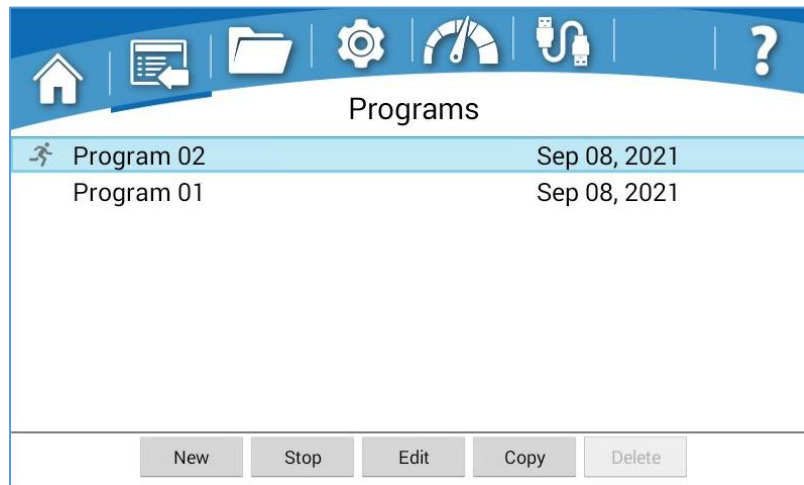 ?
Programs
Program 02 Sep 08, 2021
Program 01 Sep 08, 2021
New Stop Edit Copy Delete